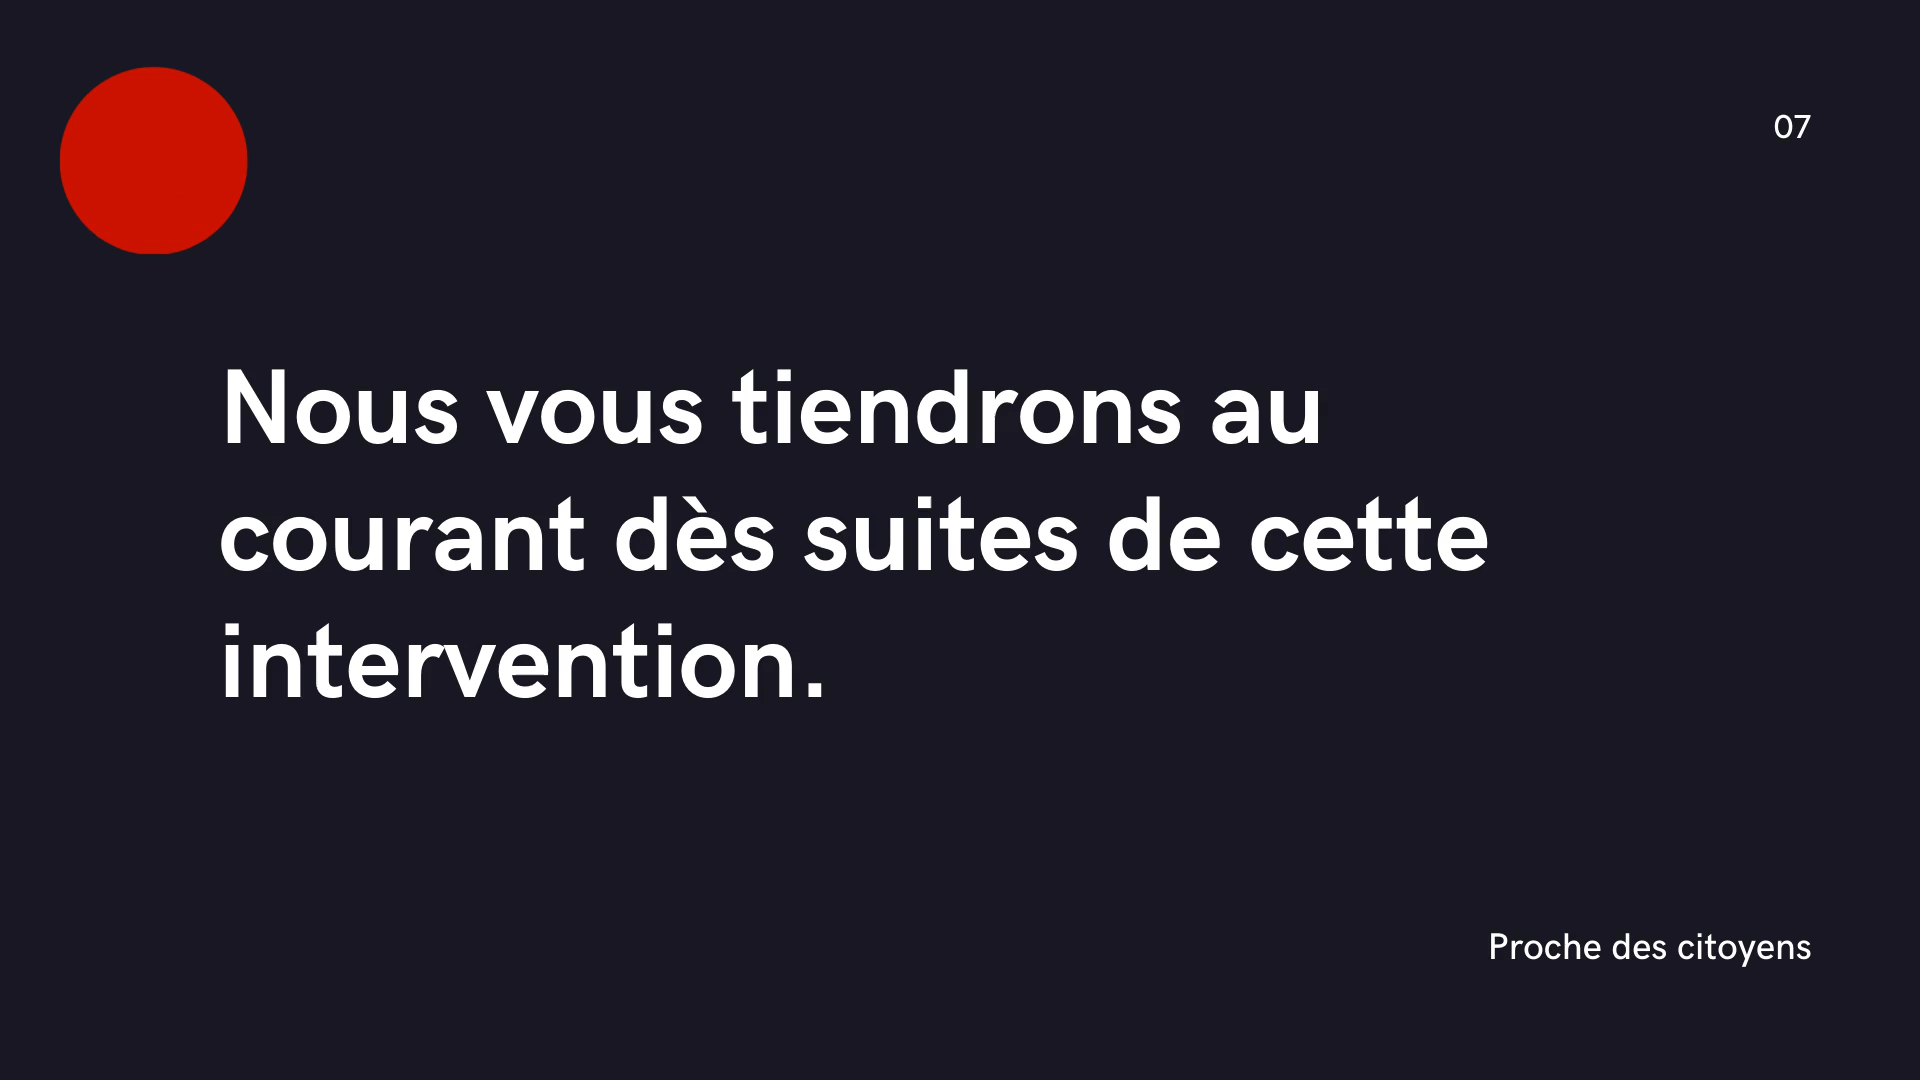 07
Nous vous tiendrons au
courant dès suites de cette
intervention.
Proche des citoyens